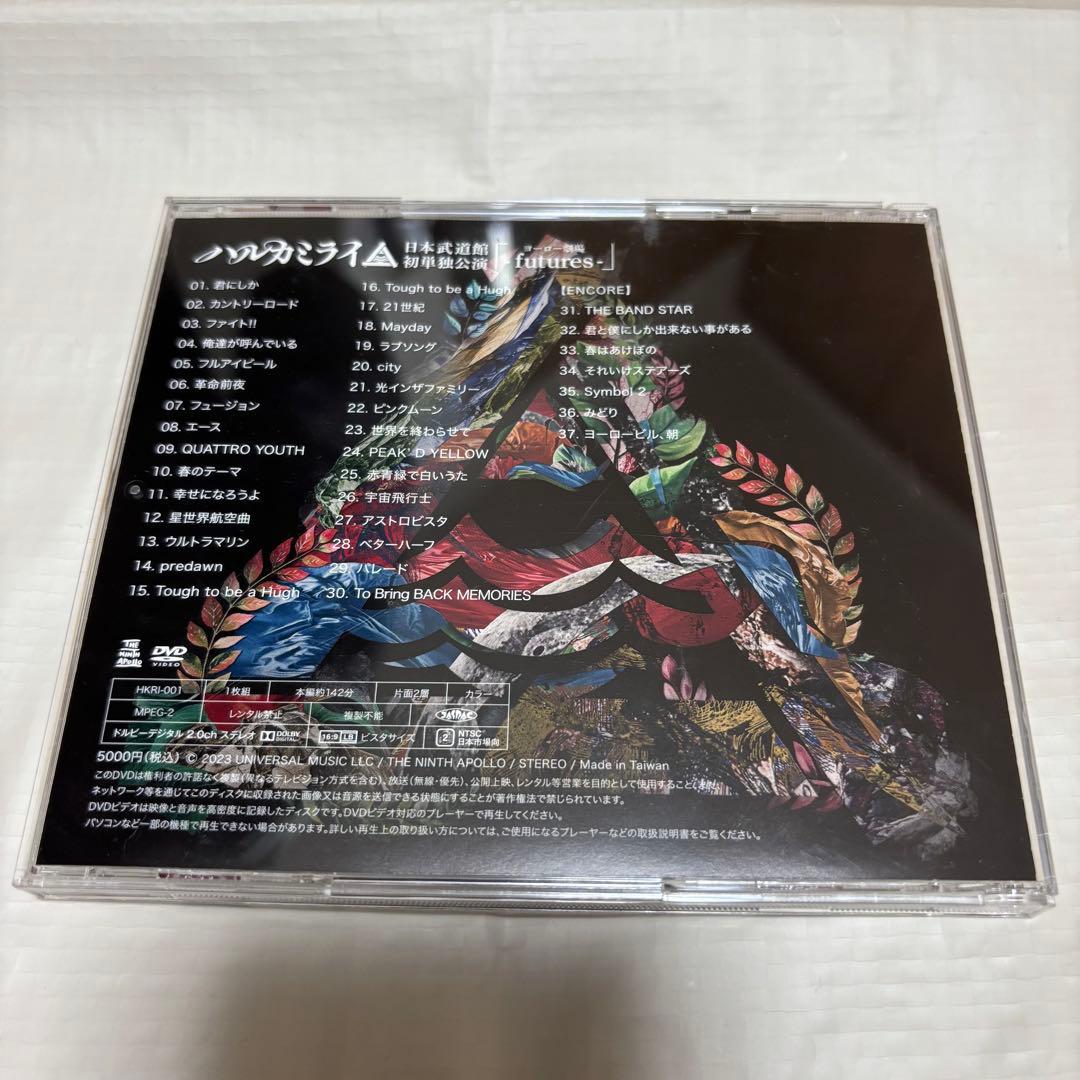 ハルカミライ 日本武道館 初単独公演 ヨーロー劇場 「-futures-」
01. 君にしか
02. カントリーロード
03. ファイト!!
04. 俺達が呼んでいる
05. フルアイビール
06. 革命前夜
07. フュージョン
08. エース
09. QUATTRO YOUTH
10. 春のテーマ
11. 幸せになろうよ
12. 星世界航空曲
13. ウルトラマリン
14. predawn
15. Tough to be a Hugh
16. Tough to be a Hugh
17. 21世紀
18. Mayday
19. ラブソング
20. city
21. 光インザファミリー
22. ピンクムーン
23. 世界を終わらせて
24. PEAK' D YELLOW
25. 赤青緑で白いうた
26. 宇宙飛行士
27. アストロビスタ
28. ベターハーフ
29. パレード
30. To Bring BACK MEMORIES
【ENCORE】
31. THE BAND STAR
32. 君と僕にしか出来ない事がある
33. 春はあけぼの
34. それいけステアーズ
35. Symbol 2
36. みどり
37. ヨーロービル、朝
THE NINTH APOLLO DVD VIDEO
HKRI-001 1枚組 本編約142分 片面2層 カラー
MPEG-2 レンタル禁止 複製不能 JASRAC
ドルビーデジタル 2.0ch ステレオ DOLBY DIGITAL 16:9 LB ビスタサイズ 2 NTSC 日本市場向
5000円(税込) © 2023 UNIVERSAL MUSIC LLC / THE NINTH APOLLO / STEREO / Made in Taiwan
このDVDは権利者の許諾なく複製(異なるテレビジョン方式を含む)、放送(無線・優先)、公開上映、レンタル等営業を目的として使用すること、また、
ネットワーク等を通じてこのディスクに収録された画像又は音源を送信できる状態にすることが著作権法で禁じられています。
DVDビデオは映像と音声を高密度に記録したディスクです。DVDビデオ対応のプレーヤーで再生してください。
パソコンなど一部の機種で再生できない場合があります。詳しい再生上の取り扱い方については、ご使用になるプレーヤーなどの取扱説明書をご覧ください。